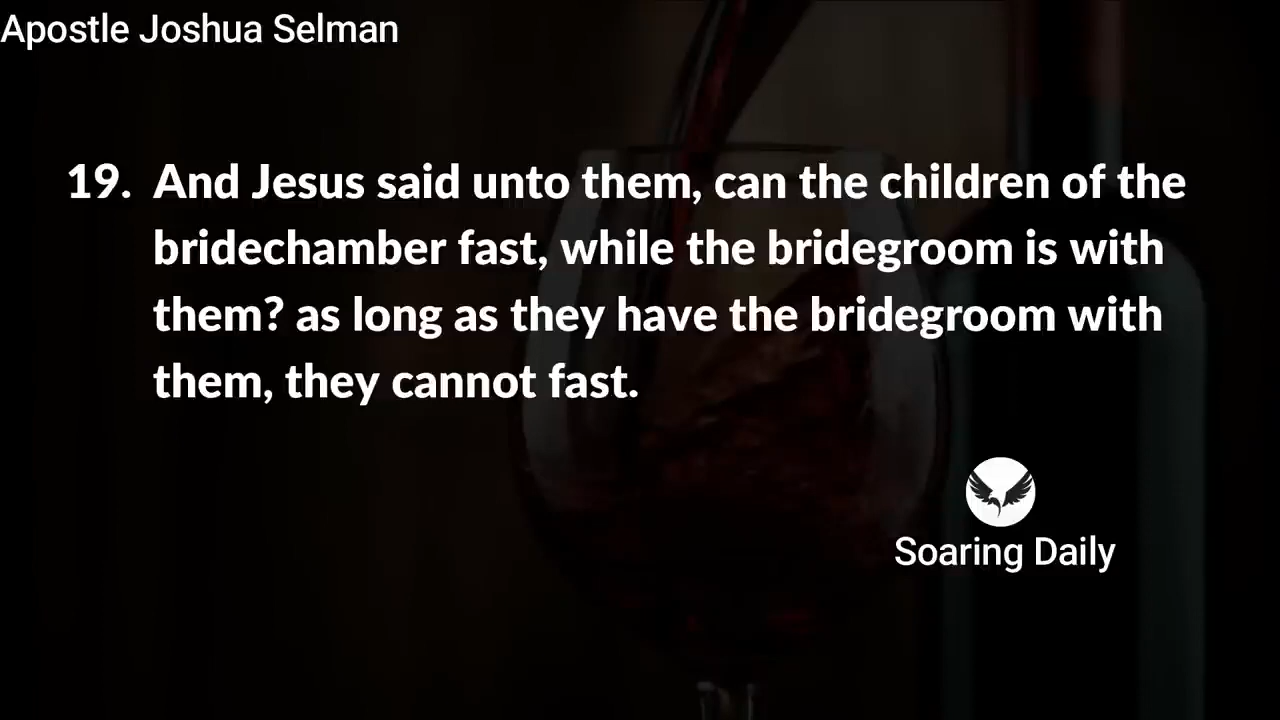 Apostle Joshua Selman
19. And Jesus said unto them, can the children of the
bridechamber fast, while the bridegroom is with
them? as long as they have the bridegroom with
them, they cannot fast.
Soaring Daily